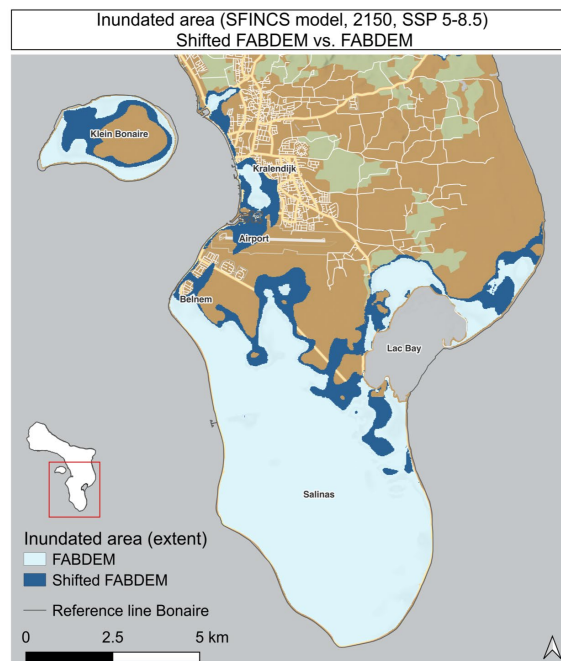 Inundated area (SFINCS model, 2150, SSP 5-8.5)
Shifted FABDEM vs. FABDEM
Klein Bonaire
Kralendijk
Airport
Belnem
Lac Bay
Salinas
Inundated area (extent)
FABDEM
Shifted FABDEM
Reference line Bonaire
0 2.5 5 km